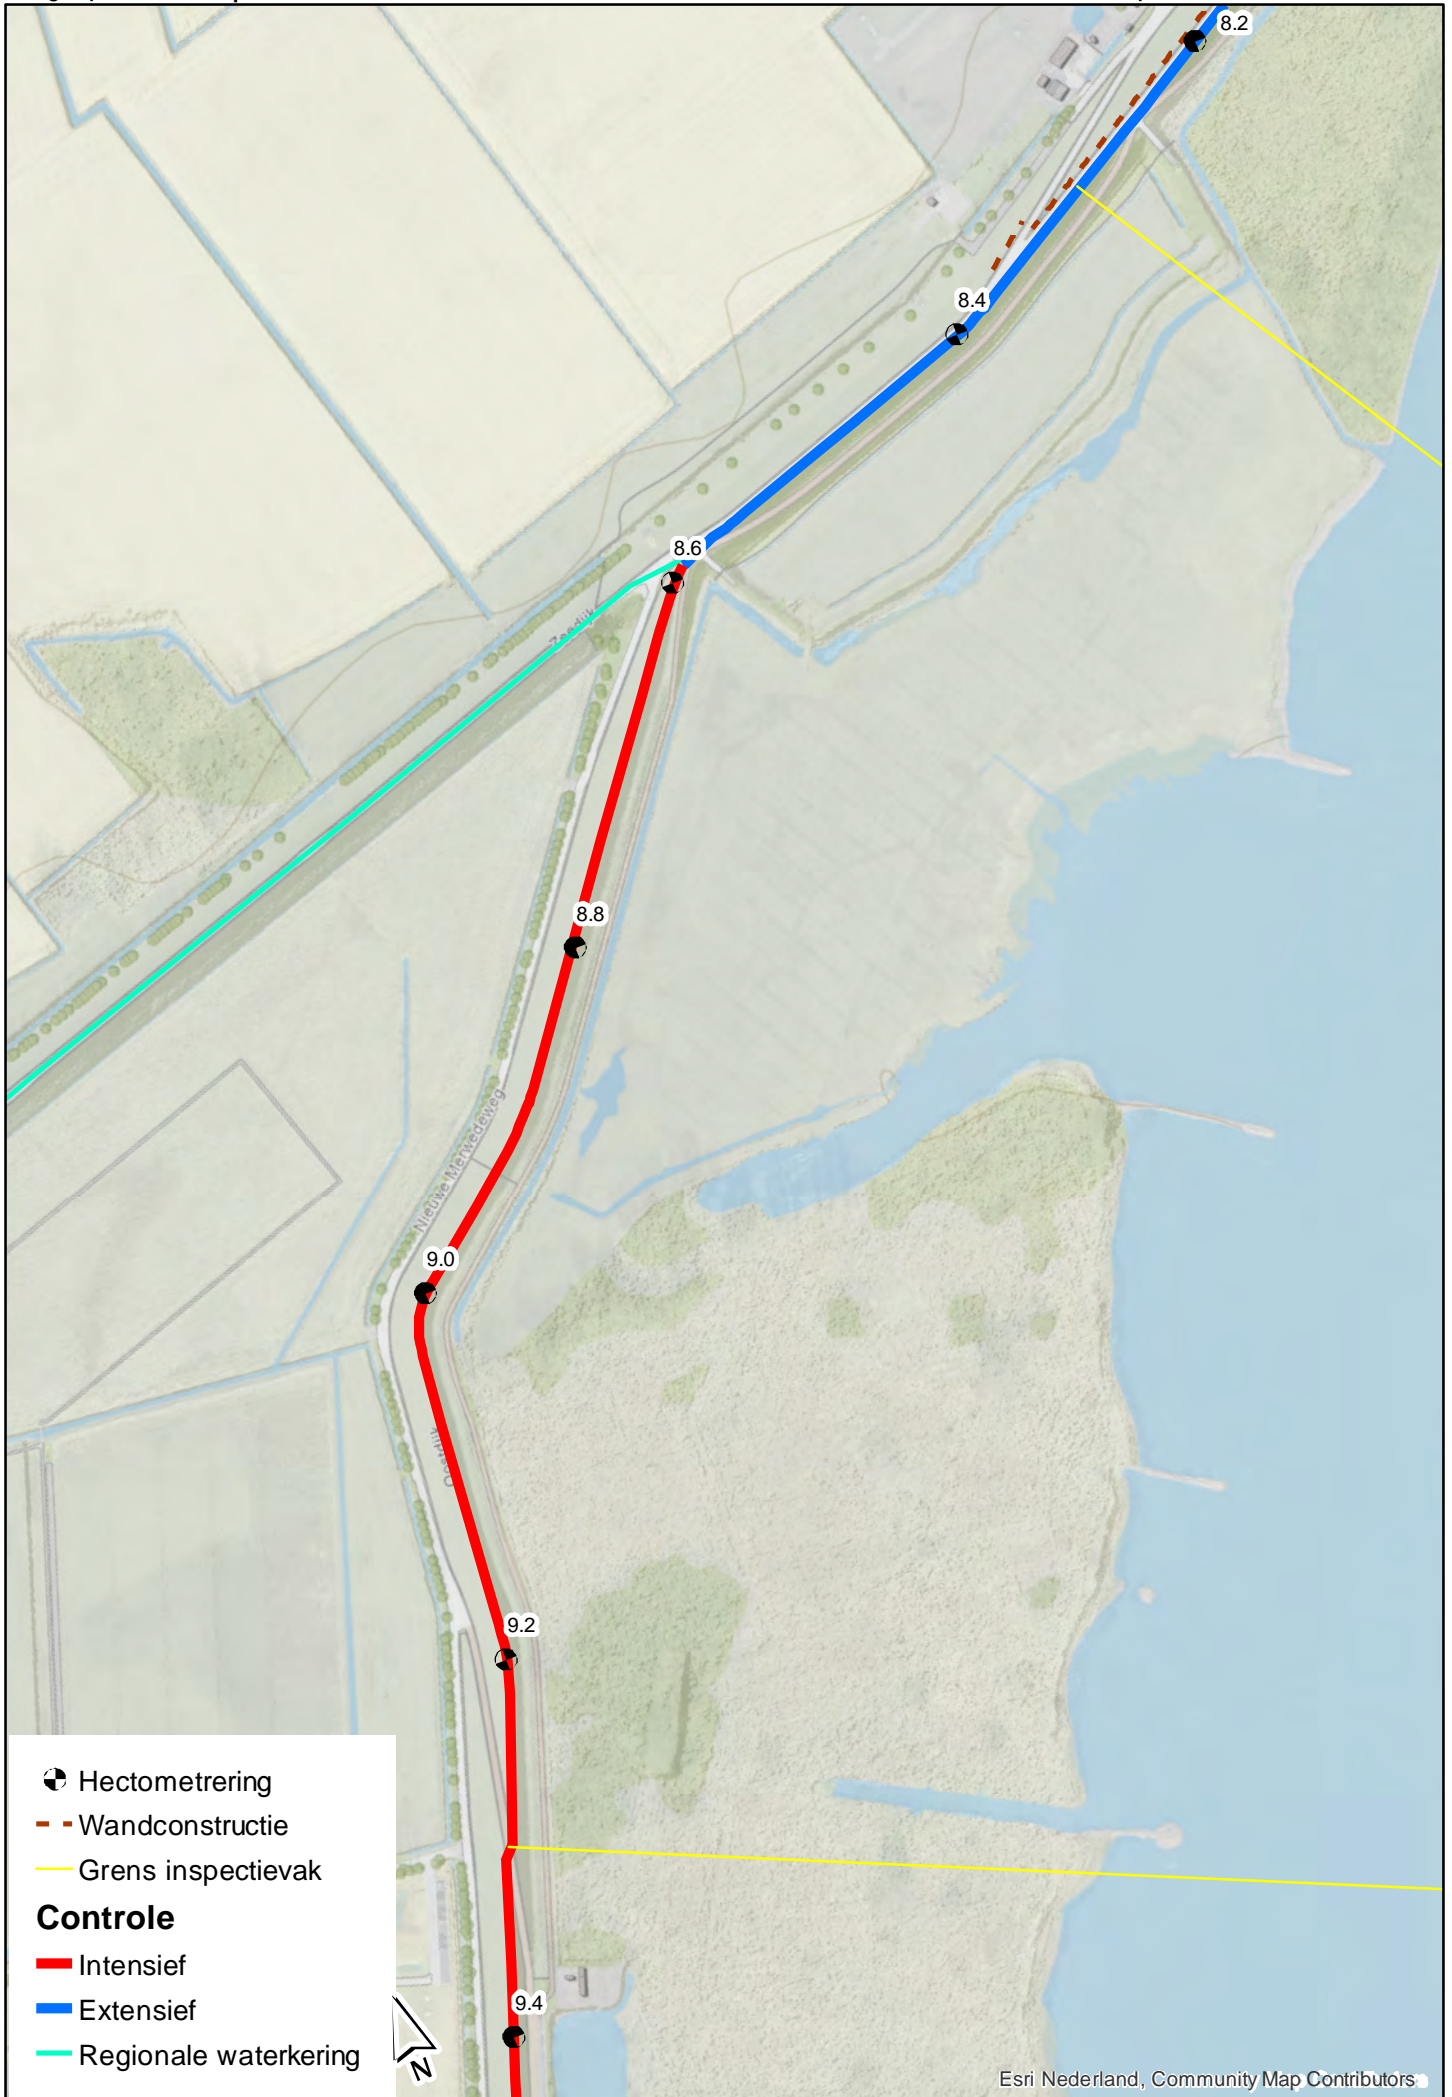 8.2
8.4
8.6
Zeedijk
8.8
Nieuwe Merwedeweg
9.0
Oostdijk
9.2
9.4
Hectometrering
Wandconstructie
Grens inspectievak
Controle
Intensief
Extensief
Regionale waterkering
N
Esri Nederland, Community Map Contributors